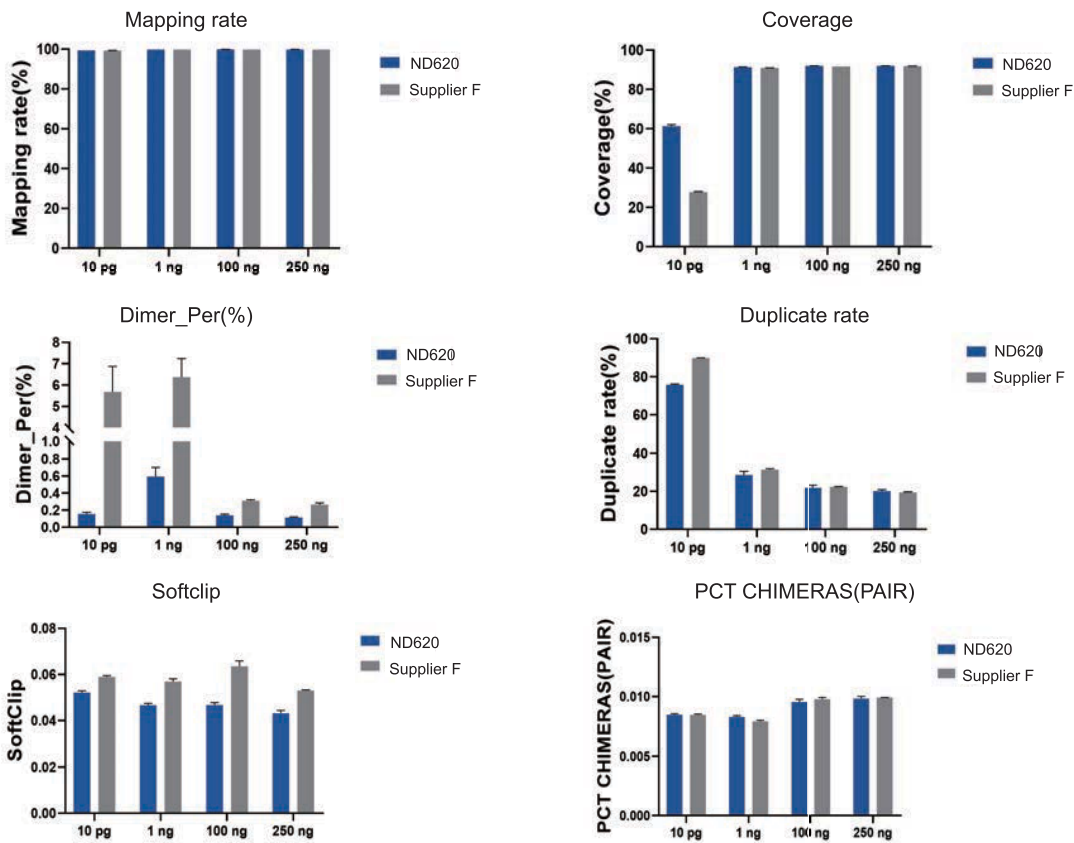 Mapping rate
Mapping rate(%)
100
80
60
40
20
0
10 pg
1 ng
100 ng
250 ng
ND620
Supplier F
Coverage
Coverage(%)
100
80
60
40
20
0
10 pg
1 ng
100 ng
250 ng
ND620
Supplier F
Dimer_Per(%)
Dimer_Per(%)
8
7
6
5
4
1.0
0.8
0.6
0.4
0.2
0.0
10 pg
1 ng
100 ng
250 ng
ND620
Supplier F
Duplicate rate
Duplicate rate(%)
100
80
60
40
20
0
10 pg
1 ng
100 ng
250 ng
ND620
Supplier F
Softclip
SoftClip
0.08
0.06
0.04
0.02
0.00
10 pg
1 ng
100 ng
250 ng
ND620
Supplier F
PCT CHIMERAS(PAIR)
PCT CHIMERAS(PAIR)
0.015
0.010
0.005
0.000
10 pg
1 ng
100 ng
250 ng
ND620
Supplier F